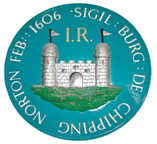 ·SIGIL·BURG·DE·CHIPPING NORTON FEB:·1606
I.R.